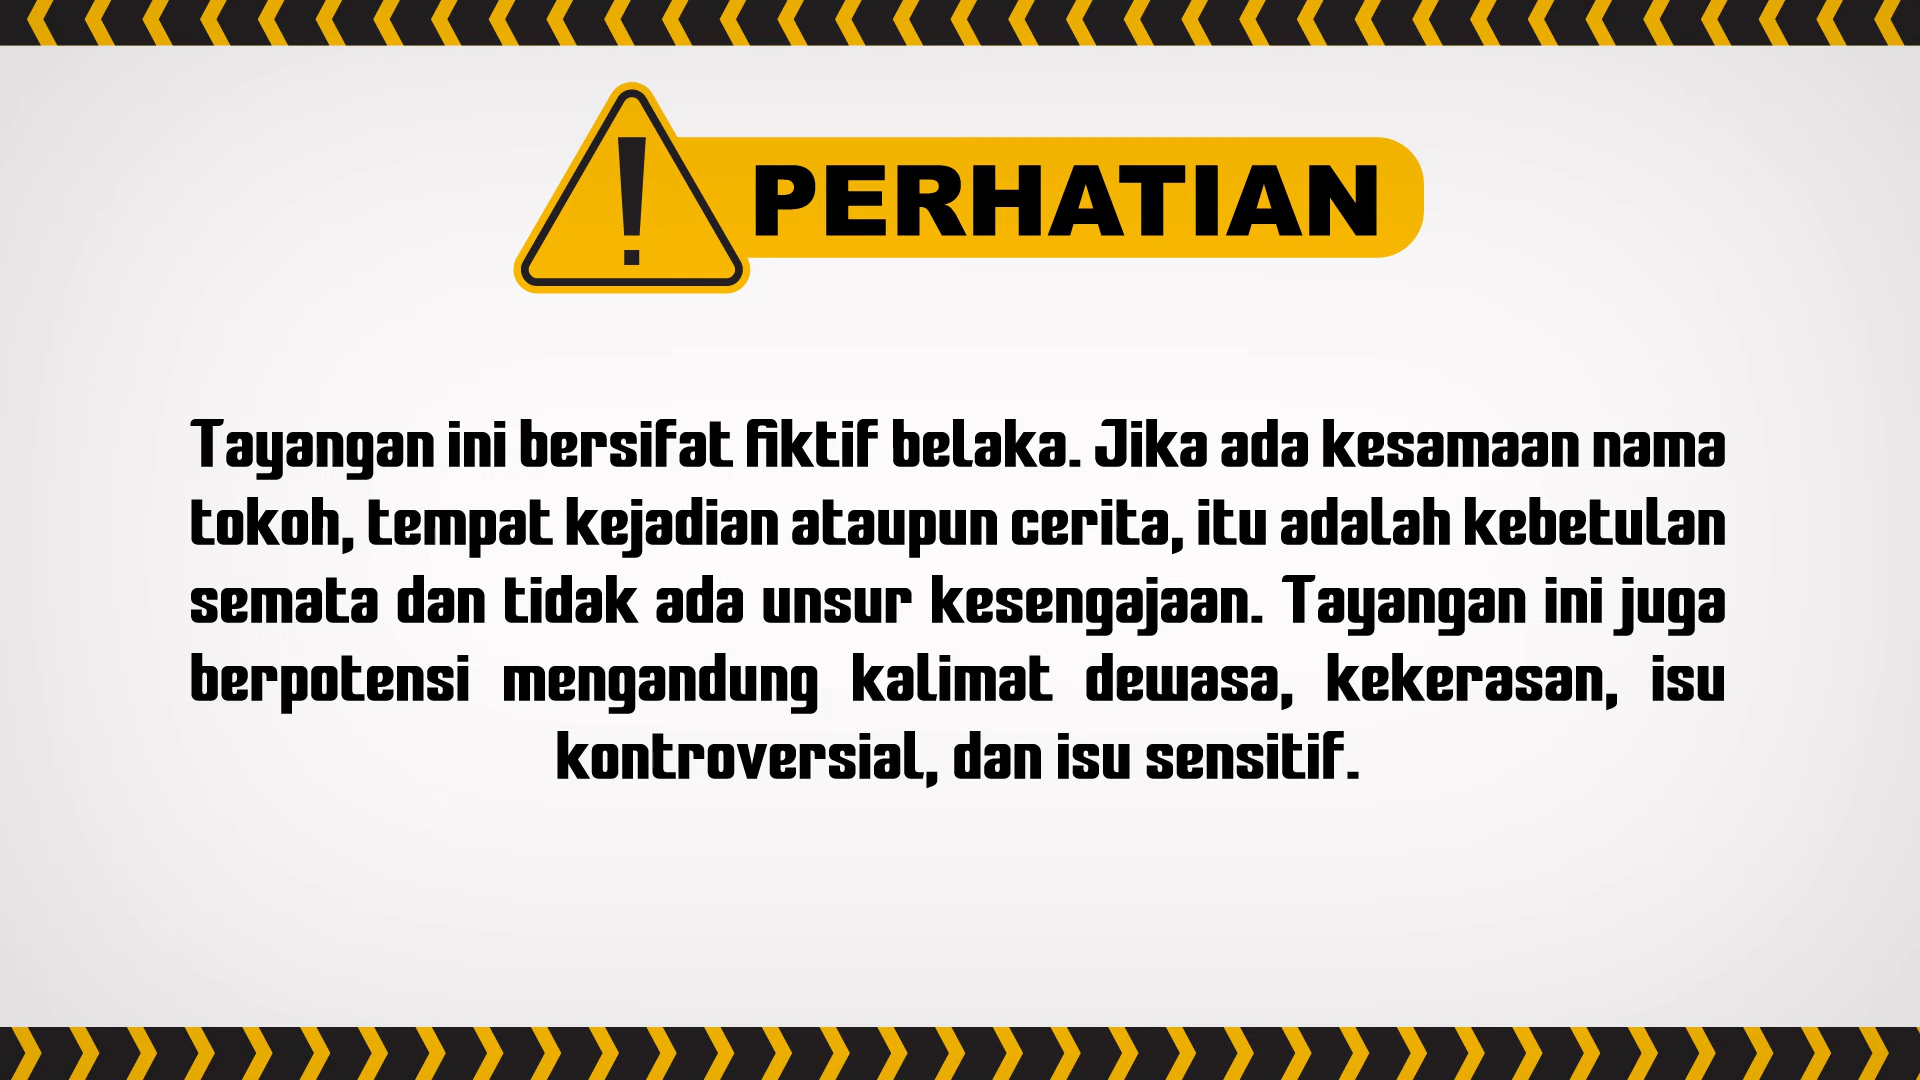 !
PERHATIAN
Tayangan ini bersifat fiktif belaka. Jika ada kesamaan nama
tokoh, tempat kejadian ataupun cerita, itu adalah kebetulan
semata dan tidak ada unsur kesengajaan. Tayangan ini juga
berpotensi mengandung kalimat dewasa, kekerasan, isu
kontroversial, dan isu sensitif.